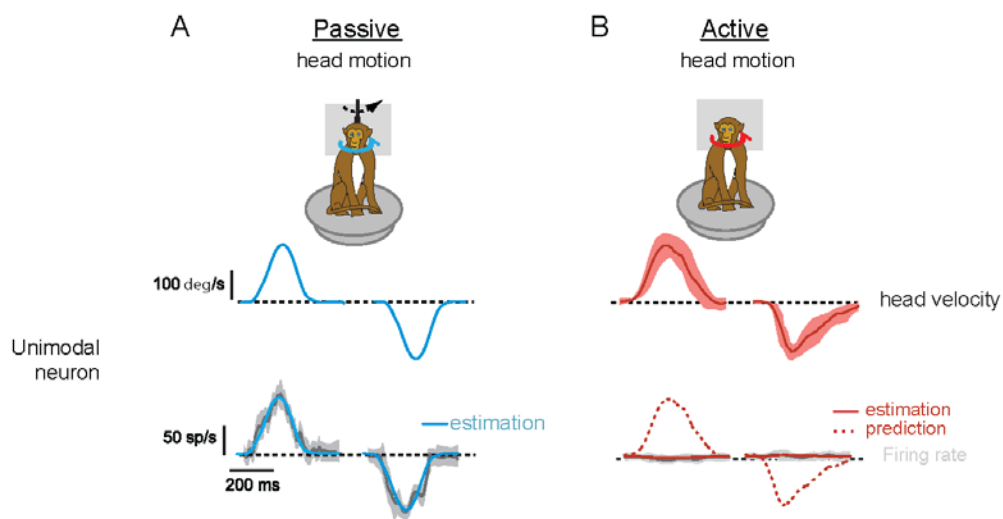 A
Passive
head motion
B
Active
head motion
100 deg/s
head velocity
Unimodal
neuron
50 sp/s
estimation
200 ms
estimation
prediction
Firing rate